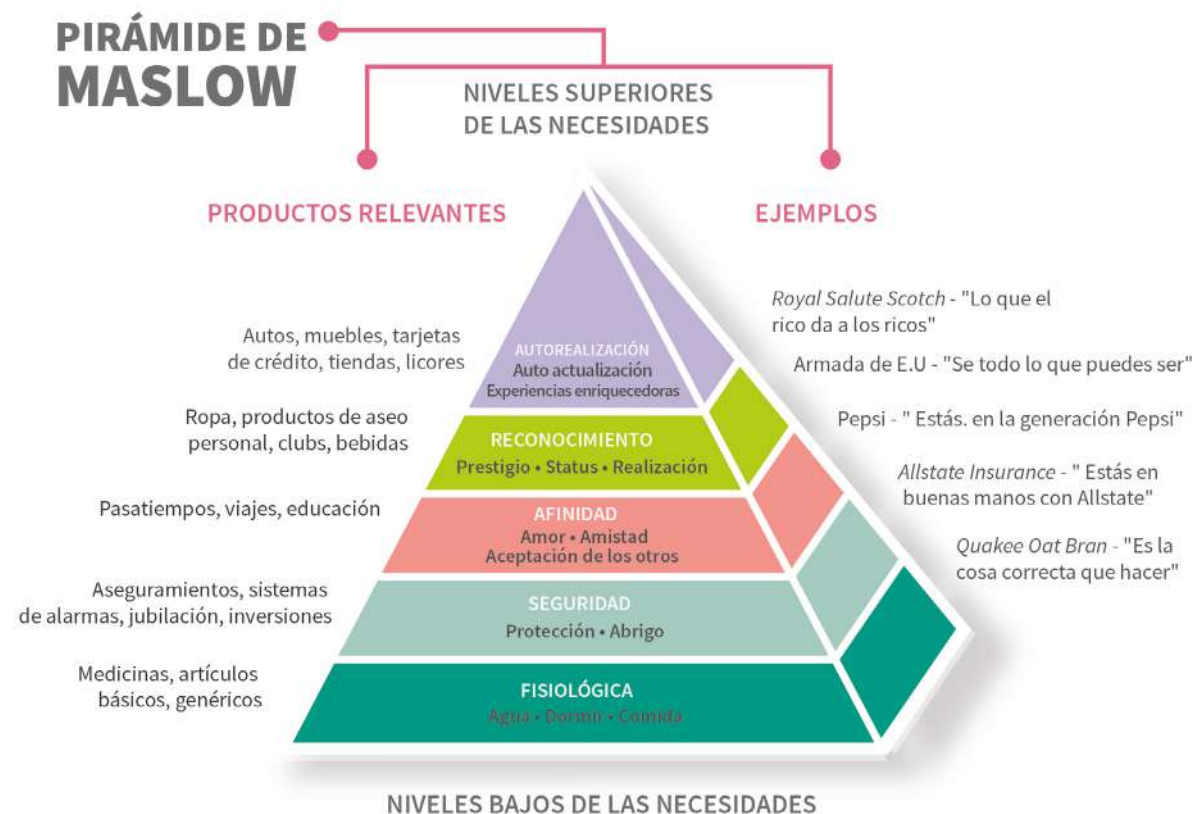 PIRÁMIDE DE
MASLOW
NIVELES SUPERIORES
DE LAS NECESIDADES
PRODUCTOS RELEVANTES
EJEMPLOS
Autos, muebles, tarjetas
de crédito, tiendas, licores
Ropa, productos de aseo
personal, clubs, bebidas
Pasatiempos, viajes, educación
Aseguramientos, sistemas
de alarmas, jubilación, inversiones
Medicinas, artículos
básicos, genéricos
AUTOREALIZACIÓN
Auto actualización
Experiencias enriquecedoras
RECONOCIMIENTO
Prestigio • Status • Realización
AFINIDAD
Amor • Amistad
Aceptación de los otros
SEGURIDAD
Protección • Abrigo
FISIOLÓGICA
Agua • Dormir • Comida
Royal Salute Scotch - "Lo que el
rico da a los ricos"
Armada de E.U - "Se todo lo que puedes ser"
Pepsi - " Estás. en la generación Pepsi"
Allstate Insurance - " Estás en
buenas manos con Allstate"
Quakee Oat Bran - "Es la
cosa correcta que hacer"
NIVELES BAJOS DE LAS NECESIDADES